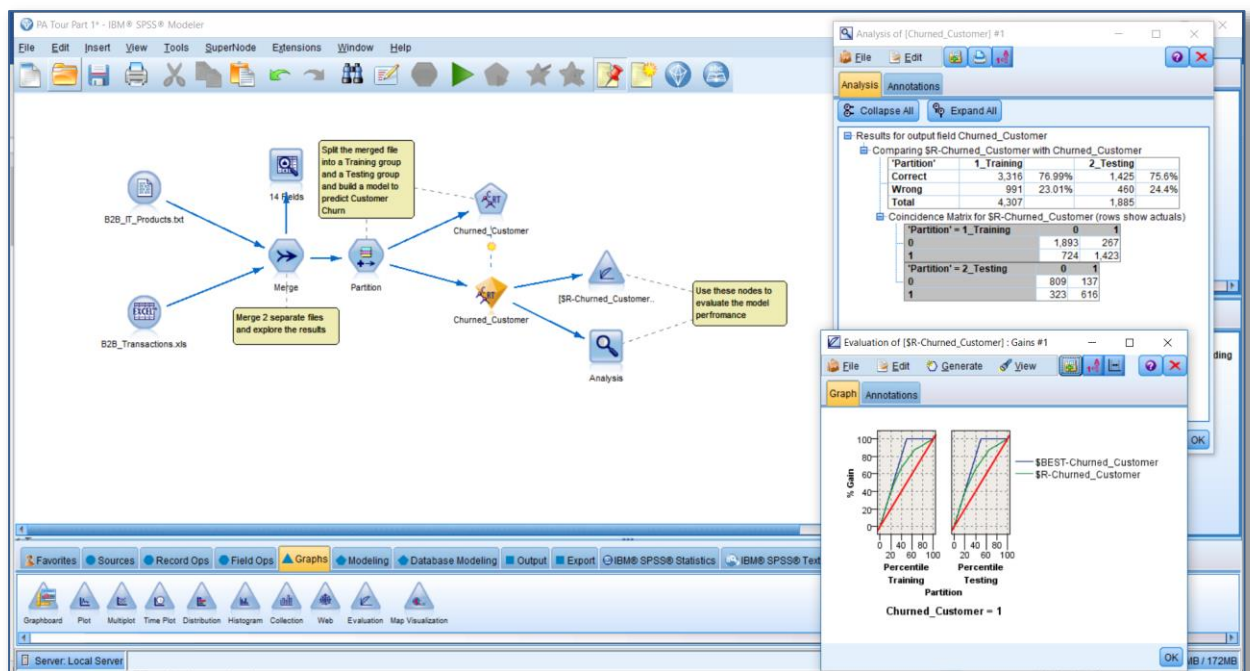 PA Tour Part 1* - IBM® SPSS® Modeler
File Edit Insert View Tools SuperNode Extensions Window Help
B2B_IT_Products.txt
B2B_Transactions.xls
14 Fields
Merge
Merge 2 separate files
and explore the results
Split the merged file
into a Training group
and a Testing group
and build a model to
predict Customer
Churn
Partition
Churned_Customer
Churned_Customer
[$R-Churned_Customer..
Analysis
Use these nodes to
evaluate the model
perfromance
Favorites Sources Record Ops Field Ops Graphs Modeling Database Modeling Output Export IBM® SPSS® Statistics IBM® SPSS® Text
Graphboard Plot Multiplot Time Plot Distribution Histogram Collection Web Evaluation Map Visualization
Server: Local Server
MB / 172MB
Analysis of [Churned_Customer] #1
File Edit
Analysis Annotations
Collapse All Expand All
Results for output field Churned_Customer
Comparing $R-Churned_Customer with Churned_Customer
'Partition' 1_Training 2_Testing
Correct 3,316 76.99% 1,425 75.6%
Wrong 991 23.01% 460 24.4%
Total 4,307 1,885
Coincidence Matrix for $R-Churned_Customer (rows show actuals)
'Partition' = 1_Training 0 1
0 1,893 267
1 724 1,423
'Partition' = 2_Testing 0 1
0 809 137
1 323 616
OK
ding
Evaluation of [$R-Churned_Customer] : Gains #1
File Edit Generate View
Graph Annotations
% Gain
100
80
60
40
20
0
0 20 40 60 80 100 0 20 40 60 80 100
Percentile Percentile
Training Testing
Partition
Churned_Customer = 1
$BEST-Churned_Customer
$R-Churned_Customer
OK